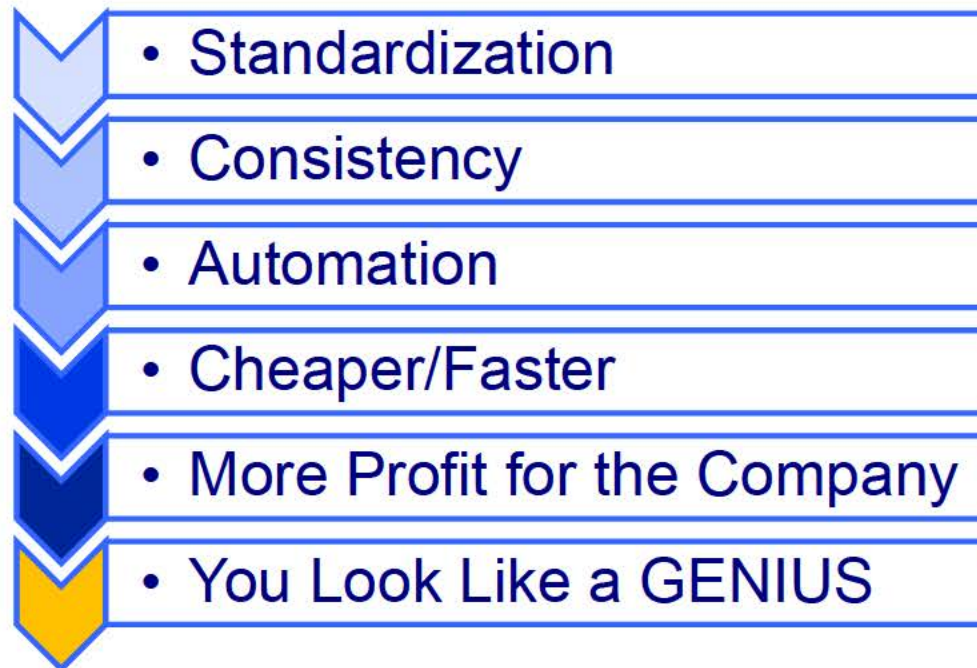 • Standardization
• Consistency
• Automation
• Cheaper/Faster
• More Profit for the Company
• You Look Like a GENIUS